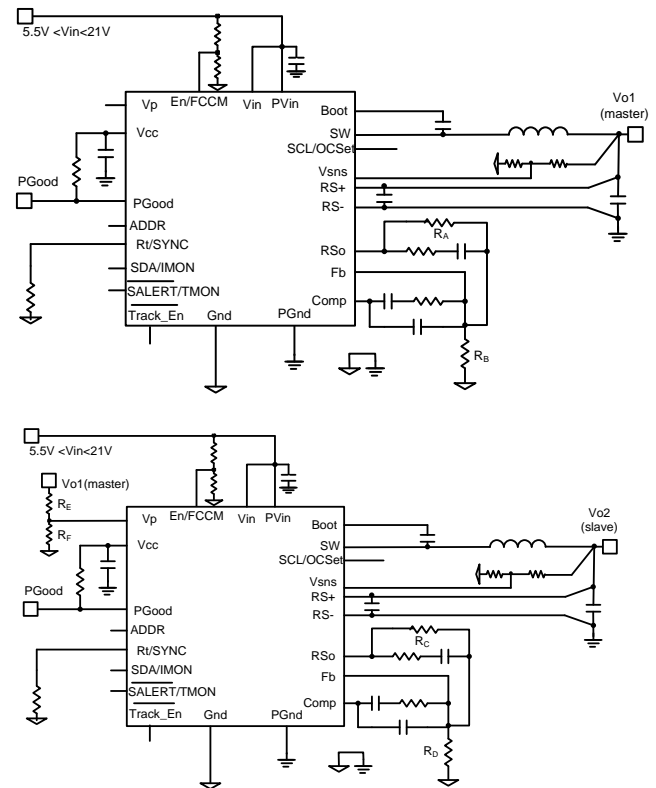 5.5V <Vin<21V
Vp
En/FCCM
Vin
PVin
Vcc
PGood
PGood
ADDR
Rt/SYNC
SDA/IMON
SALERT/TMON
Track_En
Gnd
PGnd
Boot
SW
SCL/OCSet
Vsns
RS+
RS-
RSo
Fb
Comp
RA
RB
Vo1
(master)
5.5V <Vin<21V
Vo1(master)
RE
RF
Vp
En/FCCM
Vin
PVin
Vcc
PGood
PGood
ADDR
Rt/SYNC
SDA/IMON
SALERT/TMON
Track_En
Gnd
PGnd
Boot
SW
SCL/OCSet
Vsns
RS+
RS-
RSo
Fb
Comp
RC
RD
Vo2
(slave)